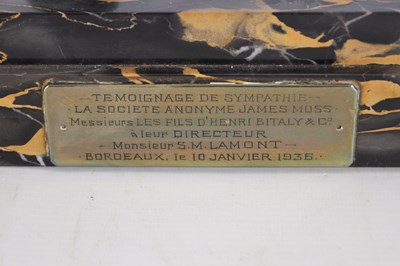 — TEMOIGNAGE DE SYMPATHIE —
· LA SOCIETE ANONYME JAMES MUSS ·
Messieurs LES FILS D'HENRI BITALY & Cº
à leur DIRECTEUR
— Monsieur S.M. LAMONT —
· BORDEAUX. le 10 JANVIER 1936 ·